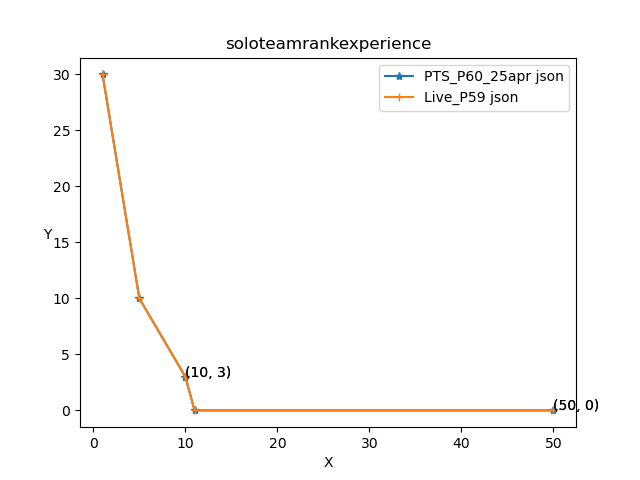 soloteamrankexperience
PTS_P60_25apr json
Live_P59 json
30
25
20
15
10
5
0
Y
(10, 3)
(50, 0)
0 10 20 30 40 50
X